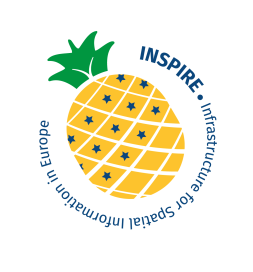 INSPIRE • Infrastructure for Spatial Information in Europe